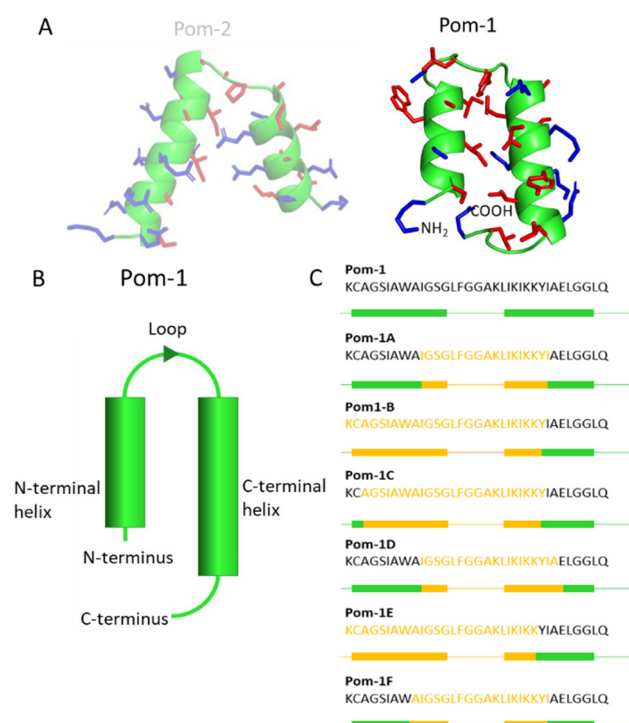 A
Pom-2
Pom-1
NH2
COOH
B
Pom-1
Loop
N-terminal
helix
N-terminus
C-terminal
helix
C-terminus
C
Pom-1
KCAGSIAWAIGSGLFGGAKLIKIKKYIAELGGLQ
Pom-1A
KCAGSIAWAIGSGLFGGAKLIKIKKYIAELGGLQ
Pom1-B
KCAGSIAWAIGSGLFGGAKLIKIKKYIAELGGLQ
Pom-1C
KCAGSIAWAIGSGLFGGAKLIKIKKYIAELGGLQ
Pom-1D
KCAGSIAWAIGSGLFGGAKLIKIKKYIAELGGLQ
Pom-1E
KCAGSIAWAIGSGLFGGAKLIKIKKYIAELGGLQ
Pom-1F
KCAGSIAWAIGSGLFGGAKLIKIKKYIAELGGLQ